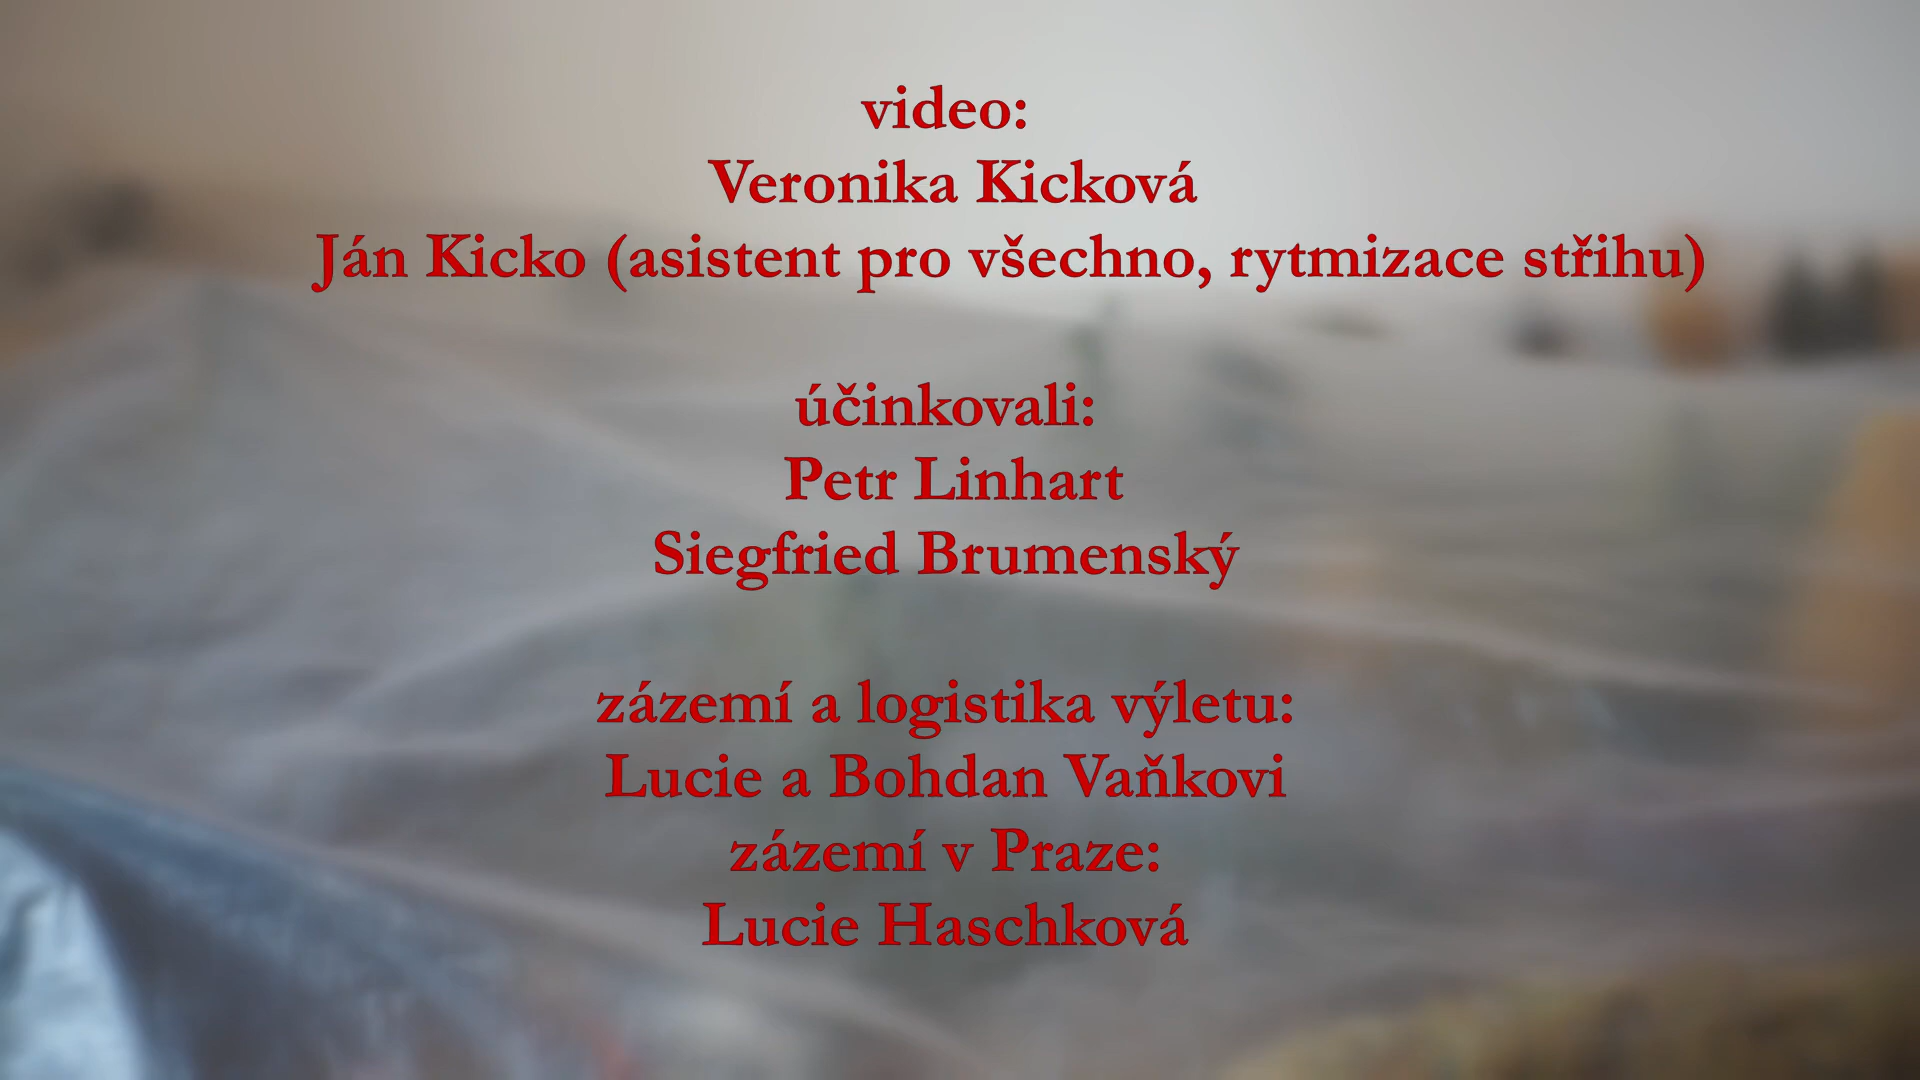 video:
Veronika Kicková
Ján Kicko (asistent pro všechno, rytmizace střihu)
účinkovali:
Petr Linhart
Siegfried Brumenský
zázemí a logistika výletu:
Lucie a Bohdan Vaňkovi
zázemí v Praze:
Lucie Haschková